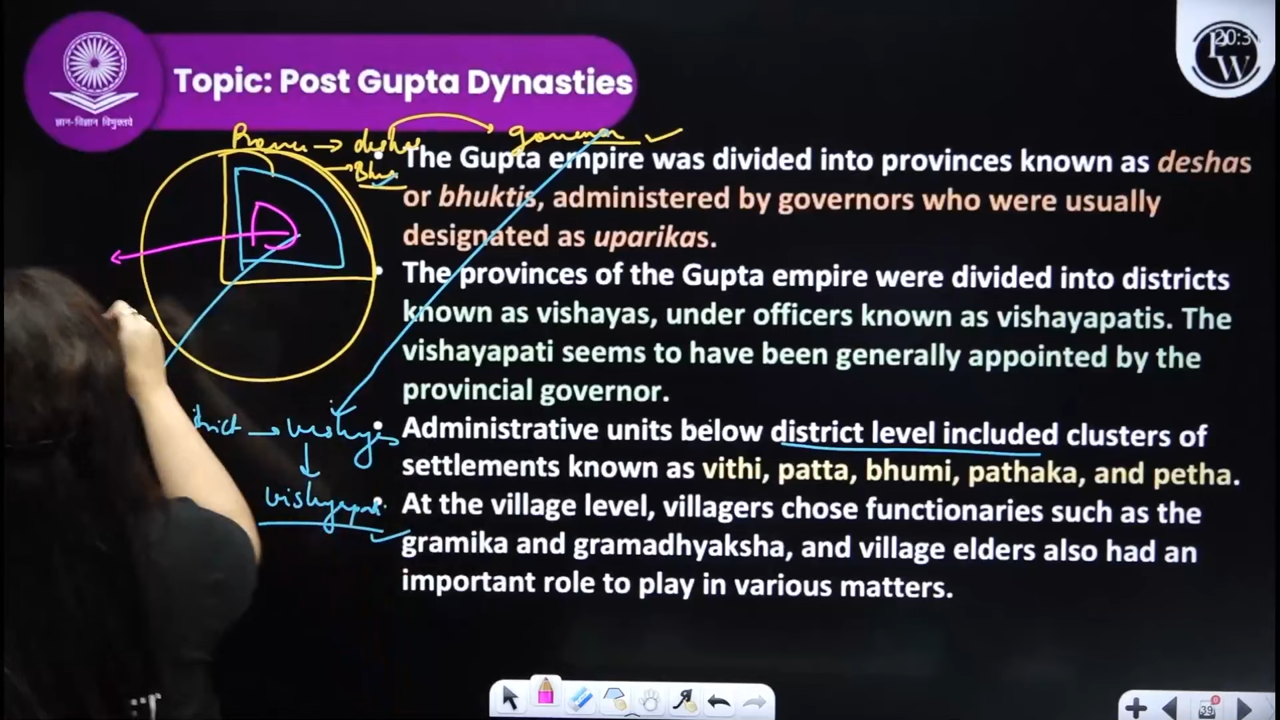 20:3
PW
ज्ञान-विज्ञान विमुक्तये
Topic: Post Gupta Dynasties
The Gupta empire was divided into provinces known as deshas
or bhuktis, administered by governors who were usually
designated as uparikas.
The provinces of the Gupta empire were divided into districts
known as vishayas, under officers known as vishayapatis. The
vishayapati seems to have been generally appointed by the
provincial governor.
Administrative units below district level included clusters of
settlements known as vithi, patta, bhumi, pathaka, and petha.
At the village level, villagers chose functionaries such as the
gramika and gramadhyaksha, and village elders also had an
important role to play in various matters.
39